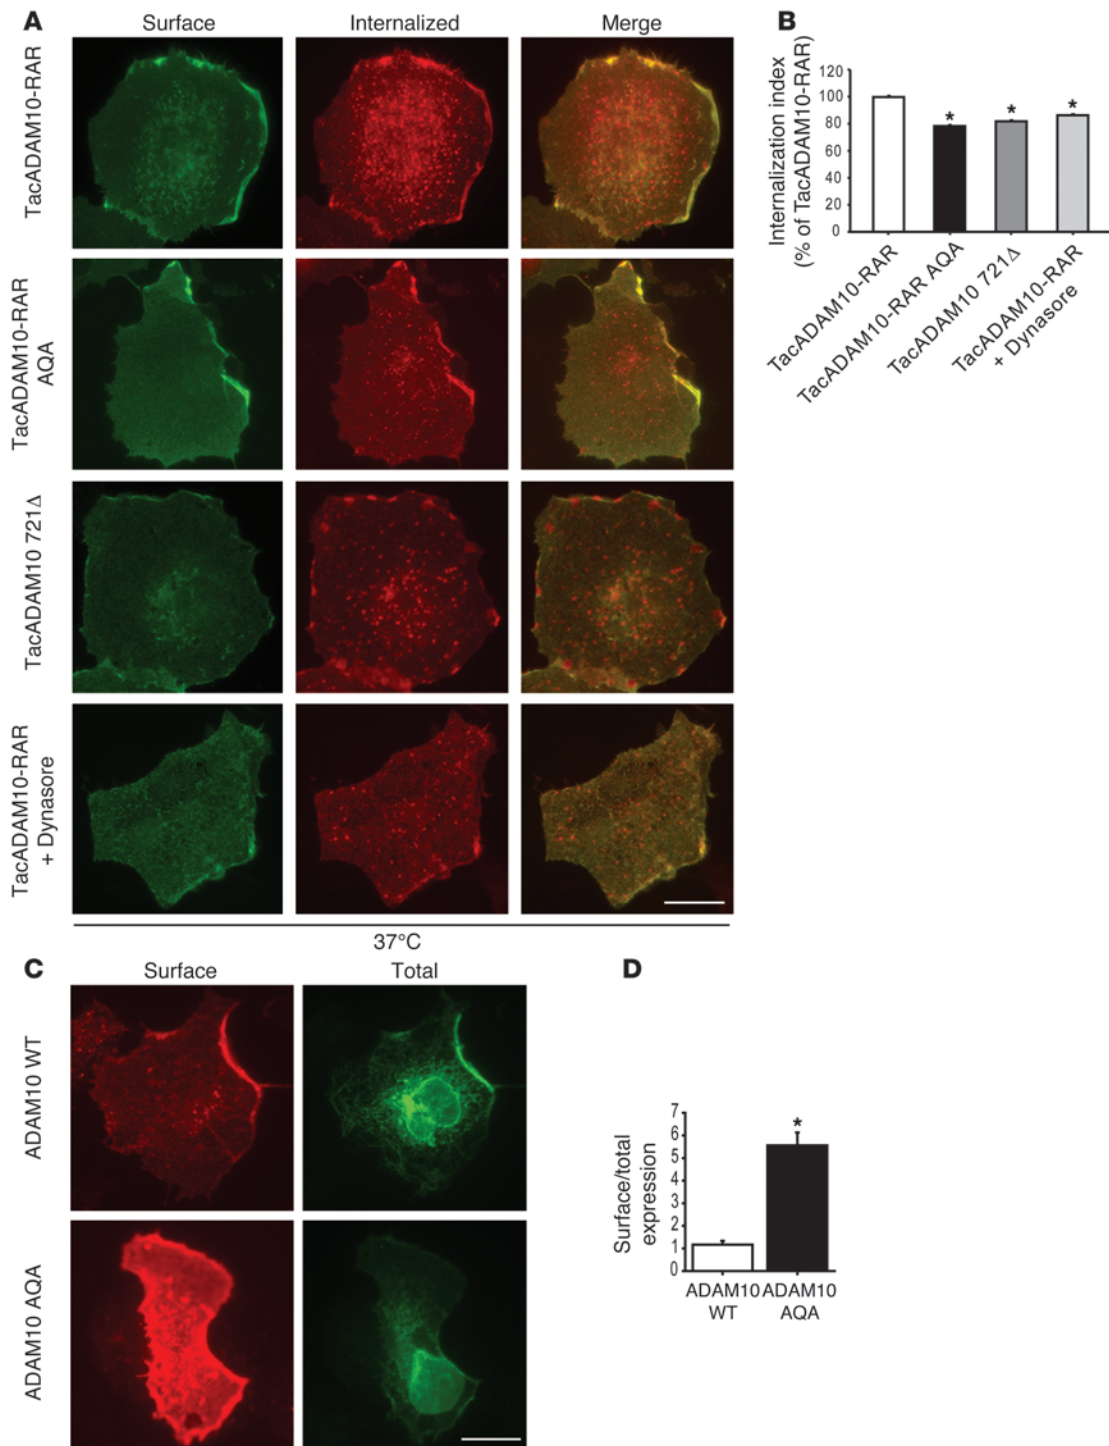 A
Surface
Internalized
Merge
TacADAM10-RAR
TacADAM10-RAR
AQA
TacADAM10 721Δ
TacADAM10-RAR
+ Dynasore
37°C
B
Internalization index
(% of TacADAM10-RAR)
120
100
80
60
40
20
0
*
*
*
TacADAM10-RAR
TacADAM10-RAR AQA
TacADAM10 721Δ
TacADAM10-RAR
+ Dynasore
C
Surface
Total
ADAM10 WT
ADAM10 AQA
D
Surface/total
expression
7
6
5
4
3
2
1
0
*
ADAM10 ADAM10
WT AQA